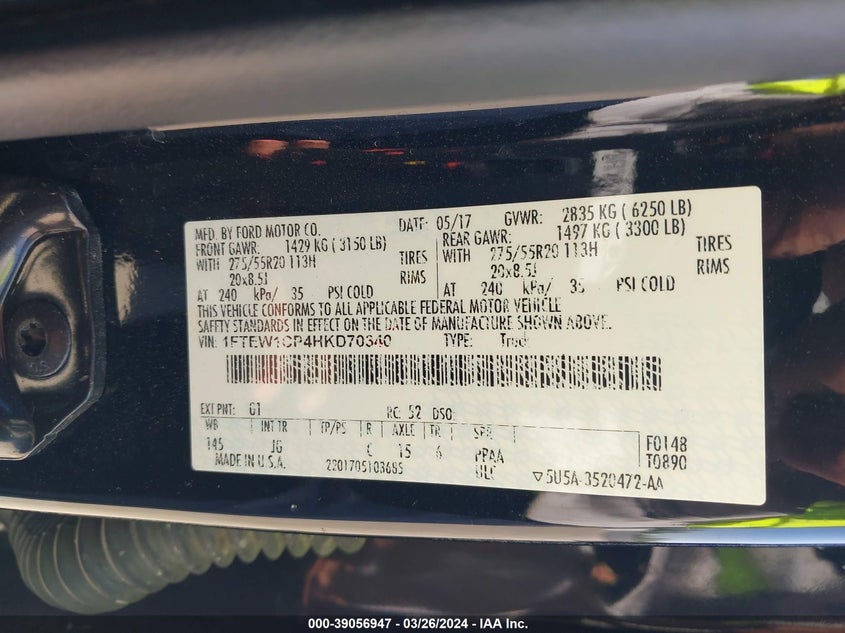 MFD. BY FORD MOTOR CO. DATE: 05/17 GVWR: 2835 KG ( 6250 LB)
FRONT GAWR: 1429 KG ( 3150 LB) REAR GAWR: 1497 KG ( 3300 LB)
WITH 275/55R20 113H TIRES WITH 275/55R20 113H TIRES
20x8.5J RIMS 20x8.5J RIMS
AT 240 kPa/ 35 PSI COLD AT 240 kPa/ 35 PSI COLD
THIS VEHICLE CONFORMS TO ALL APPLICABLE FEDERAL MOTOR VEHICLE
SAFETY STANDARDS IN EFFECT ON THE DATE OF MANUFACTURE SHOWN ABOVE.
VIN: 1FTEW1CP4HKD70340 TYPE: Truck
EXT PNT: G1 RC: 52 DSO:
WB INT TR TP/PS R AXLE TR SPR
145 JG C 15 6 PPAA F0148
MADE IN U.S.A. 2201705103685 ULC T0890
▽5U5A-3520472-AA
000-39056947 - 03/26/2024 - IAA Inc.